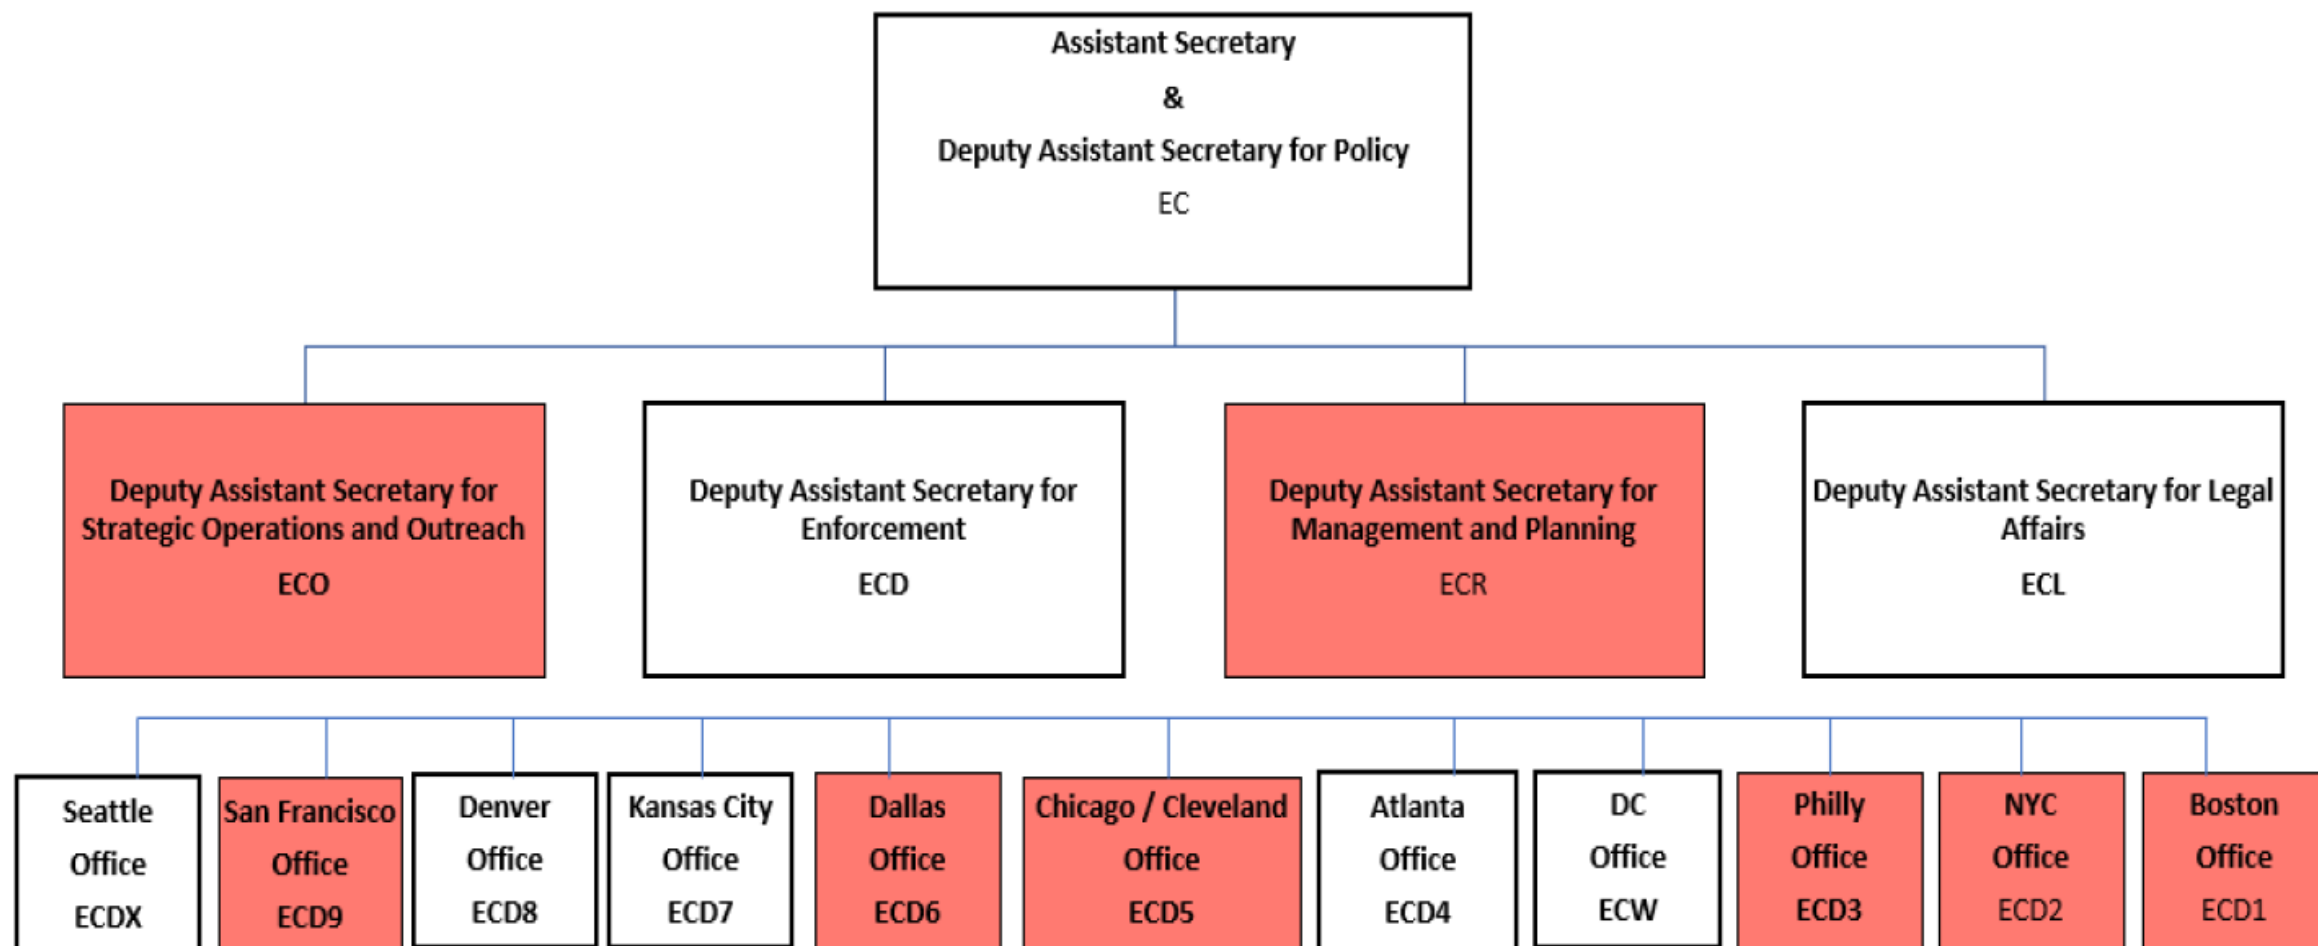 Assistant Secretary
&
Deputy Assistant Secretary for Policy
EC
Deputy Assistant Secretary for
Strategic Operations and Outreach
ECO
Deputy Assistant Secretary for
Enforcement
ECD
Deputy Assistant Secretary for
Management and Planning
ECR
Deputy Assistant Secretary for Legal
Affairs
ECL
Seattle
Office
ECDX
San Francisco
Office
ECD9
Denver
Office
ECD8
Kansas City
Office
ECD7
Dallas
Office
ECD6
Chicago / Cleveland
Office
ECD5
Atlanta
Office
ECD4
DC
Office
ECW
Philly
Office
ECD3
NYC
Office
ECD2
Boston
Office
ECD1